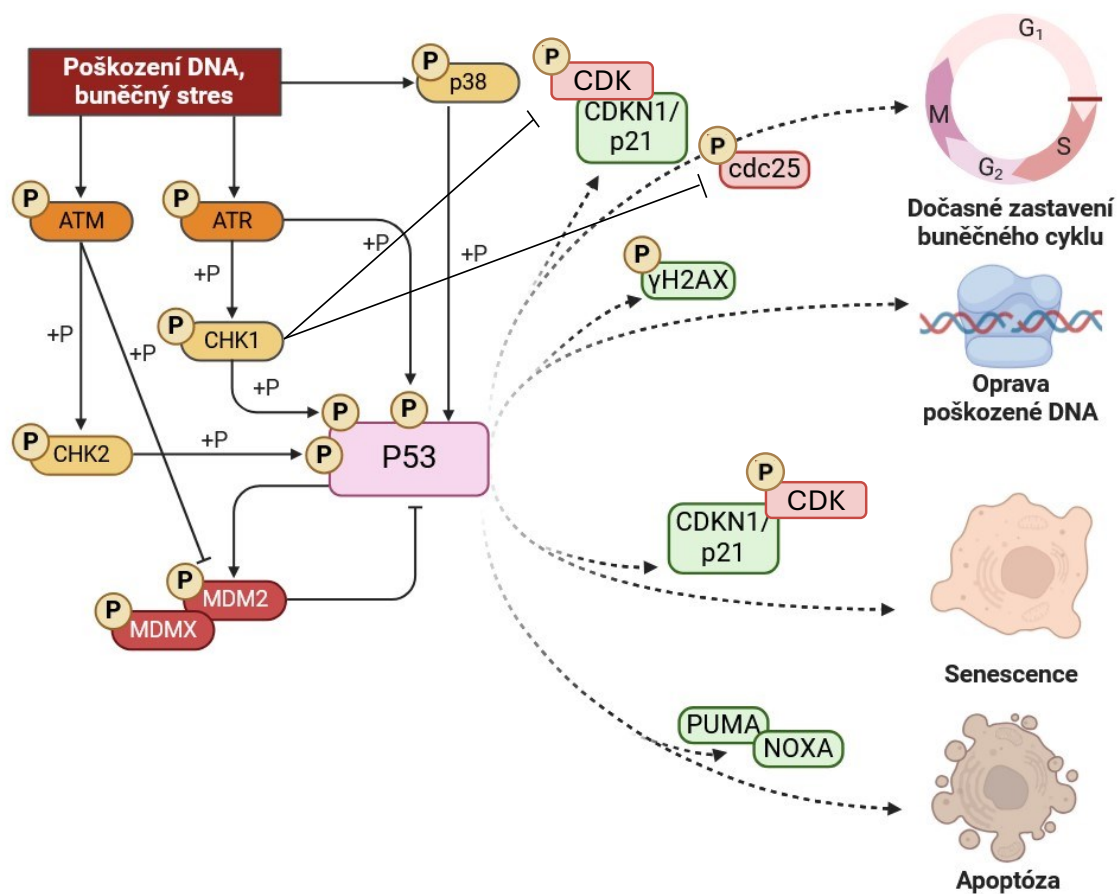 Poškození DNA,
buněčný stres
P
p38
P
CDK
CDKN1/
p21
P
cdc25
G1
M
S
G2
Dočasné zastavení
buněčného cyklu
P
ATM
P
ATR
+P
+P
+P
P
γH2AX
P
CHK1
+P
+P
+P
Oprava
poškozené DNA
P
P
P
CHK2
+P
P
P53
P
CDK
CDKN1/
p21
P
MDM2
P
MDMX
Senescence
PUMA
NOXA
Apoptóza